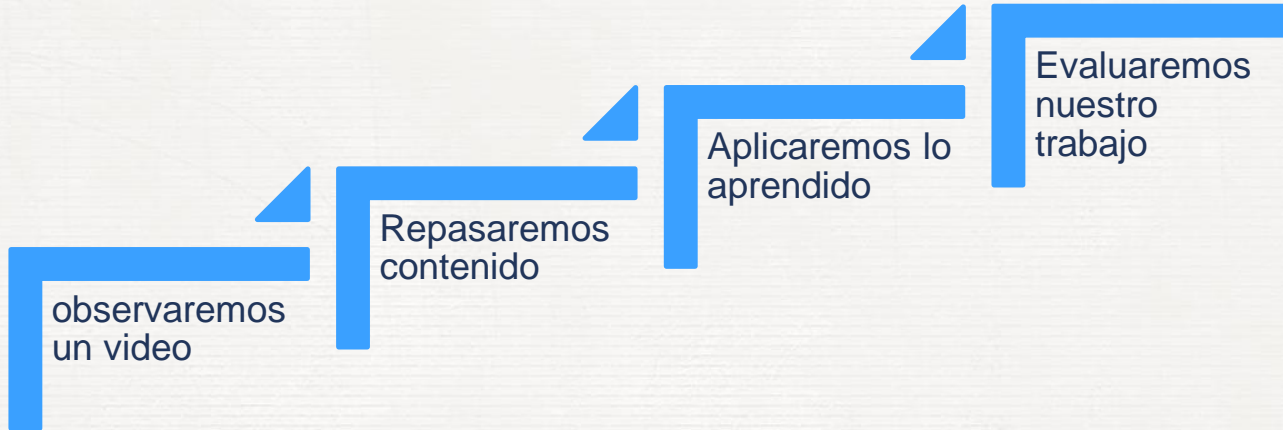 observaremos
un video
Repasaremos
contenido
Aplicaremos lo
aprendido
Evaluaremos
nuestro
trabajo